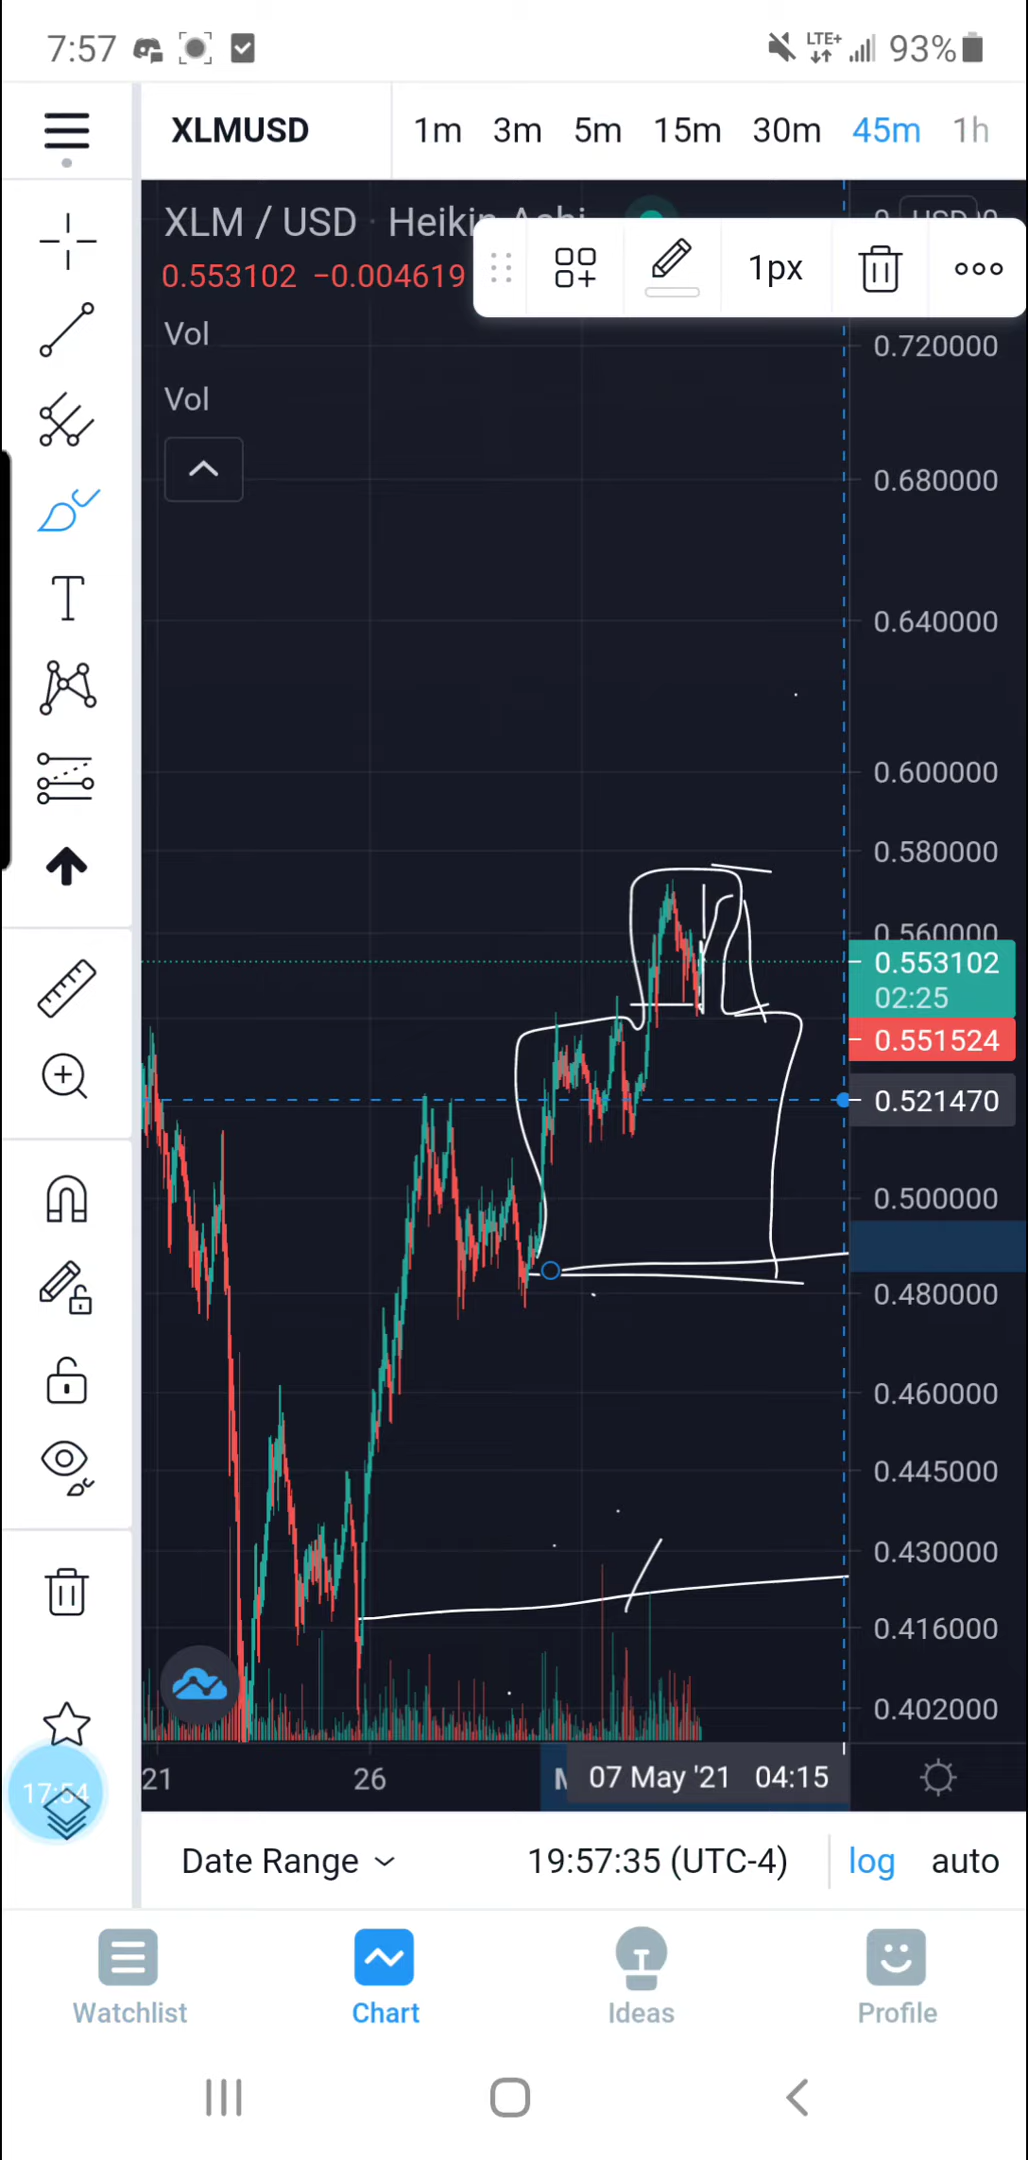 7:57 LTE+ 93%
XLMUSD 1m 3m 5m 15m 30m 45m 1h
XLM / USD · Heikin Ashi
0.553102 −0.004619
1px
Vol
Vol
0.720000
0.680000
0.640000
0.600000
0.580000
0.560000
0.553102
02:25
0.551524
0.521470
0.500000
0.480000
0.460000
0.445000
0.430000
0.416000
0.402000
17:54
21 26 07 May '21 04:15
Date Range 19:57:35 (UTC-4) log auto
Watchlist Chart Ideas Profile